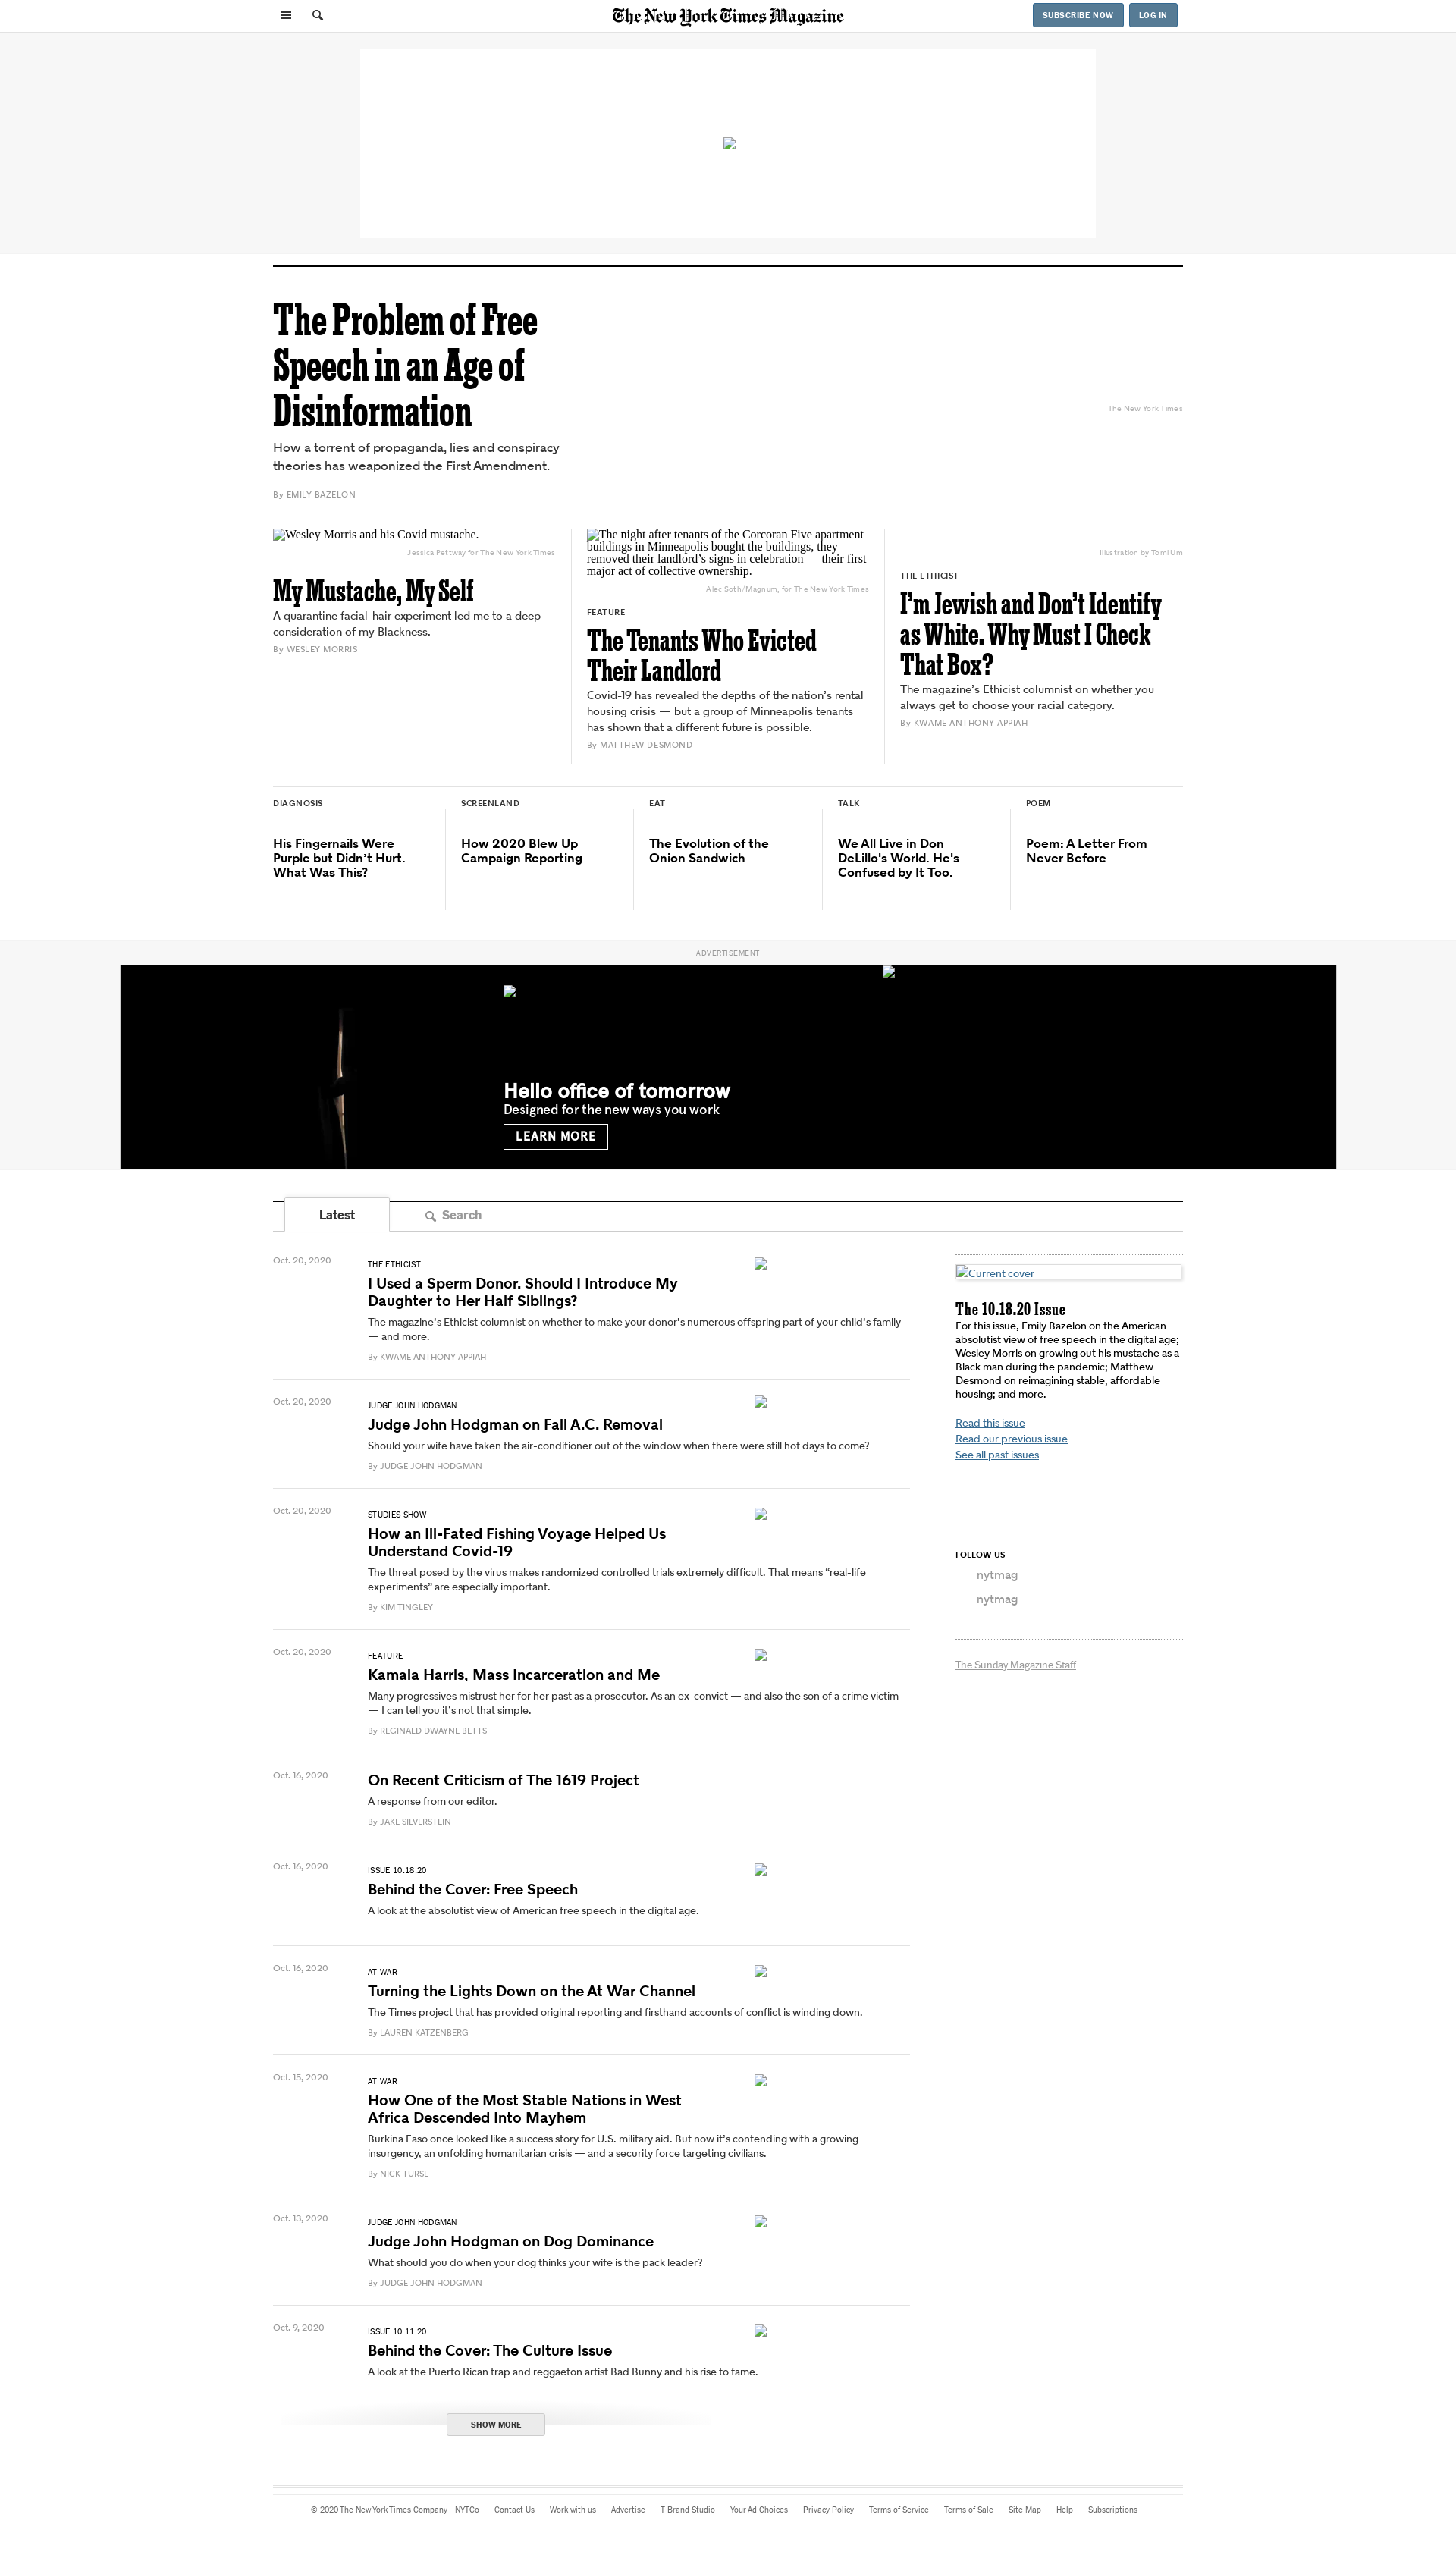 The New York Times Magazine
SUBSCRIBE NOW
LOG IN
The Problem of Free
Speech in an Age of
Disinformation
How a torrent of propaganda, lies and conspiracy
theories has weaponized the First Amendment.
By EMILY BAZELON
The New York Times
Wesley Morris and his Covid mustache.
Jessica Pettway for The New York Times
My Mustache, My Self
A quarantine facial-hair experiment led me to a deep
consideration of my Blackness.
By WESLEY MORRIS
The night after tenants of the Corcoran Five apartment
buildings in Minneapolis bought the buildings, they
removed their landlord’s signs in celebration — their first
major act of collective ownership.
Alec Soth/Magnum, for The New York Times
FEATURE
The Tenants Who Evicted
Their Landlord
Covid-19 has revealed the depths of the nation’s rental
housing crisis — but a group of Minneapolis tenants
has shown that a different future is possible.
By MATTHEW DESMOND
Illustration by Tomi Um
THE ETHICIST
I’m Jewish and Don’t Identify
as White. Why Must I Check
That Box?
The magazine’s Ethicist columnist on whether you
always get to choose your racial category.
By KWAME ANTHONY APPIAH
DIAGNOSIS
His Fingernails Were
Purple but Didn’t Hurt.
What Was This?
SCREENLAND
How 2020 Blew Up
Campaign Reporting
EAT
The Evolution of the
Onion Sandwich
TALK
We All Live in Don
DeLillo's World. He's
Confused by It Too.
POEM
Poem: A Letter From
Never Before
ADVERTISEMENT
Hello office of tomorrow
Designed for the new ways you work
LEARN MORE
Latest
Search
Oct. 20, 2020
THE ETHICIST
I Used a Sperm Donor. Should I Introduce My
Daughter to Her Half Siblings?
The magazine’s Ethicist columnist on whether to make your donor’s numerous offspring part of your child’s family
— and more.
By KWAME ANTHONY APPIAH
Oct. 20, 2020
JUDGE JOHN HODGMAN
Judge John Hodgman on Fall A.C. Removal
Should your wife have taken the air-conditioner out of the window when there were still hot days to come?
By JUDGE JOHN HODGMAN
Oct. 20, 2020
STUDIES SHOW
How an Ill-Fated Fishing Voyage Helped Us
Understand Covid-19
The threat posed by the virus makes randomized controlled trials extremely difficult. That means “real-life
experiments” are especially important.
By KIM TINGLEY
Oct. 20, 2020
FEATURE
Kamala Harris, Mass Incarceration and Me
Many progressives mistrust her for her past as a prosecutor. As an ex-convict — and also the son of a crime victim
— I can tell you it’s not that simple.
By REGINALD DWAYNE BETTS
Oct. 16, 2020
On Recent Criticism of The 1619 Project
A response from our editor.
By JAKE SILVERSTEIN
Oct. 16, 2020
ISSUE 10.18.20
Behind the Cover: Free Speech
A look at the absolutist view of American free speech in the digital age.
Oct. 16, 2020
AT WAR
Turning the Lights Down on the At War Channel
The Times project that has provided original reporting and firsthand accounts of conflict is winding down.
By LAUREN KATZENBERG
Oct. 15, 2020
AT WAR
How One of the Most Stable Nations in West
Africa Descended Into Mayhem
Burkina Faso once looked like a success story for U.S. military aid. But now it’s contending with a growing
insurgency, an unfolding humanitarian crisis — and a security force targeting civilians.
By NICK TURSE
Oct. 13, 2020
JUDGE JOHN HODGMAN
Judge John Hodgman on Dog Dominance
What should you do when your dog thinks your wife is the pack leader?
By JUDGE JOHN HODGMAN
Oct. 9, 2020
ISSUE 10.11.20
Behind the Cover: The Culture Issue
A look at the Puerto Rican trap and reggaeton artist Bad Bunny and his rise to fame.
SHOW MORE
Current cover
The 10.18.20 Issue
For this issue, Emily Bazelon on the American
absolutist view of free speech in the digital age;
Wesley Morris on growing out his mustache as a
Black man during the pandemic; Matthew
Desmond on reimagining stable, affordable
housing; and more.
Read this issue
Read our previous issue
See all past issues
FOLLOW US
nytmag
nytmag
The Sunday Magazine Staff
© 2020 The New York Times Company NYTCo Contact Us Work with us Advertise T Brand Studio Your Ad Choices Privacy Policy Terms of Service Terms of Sale Site Map Help Subscriptions